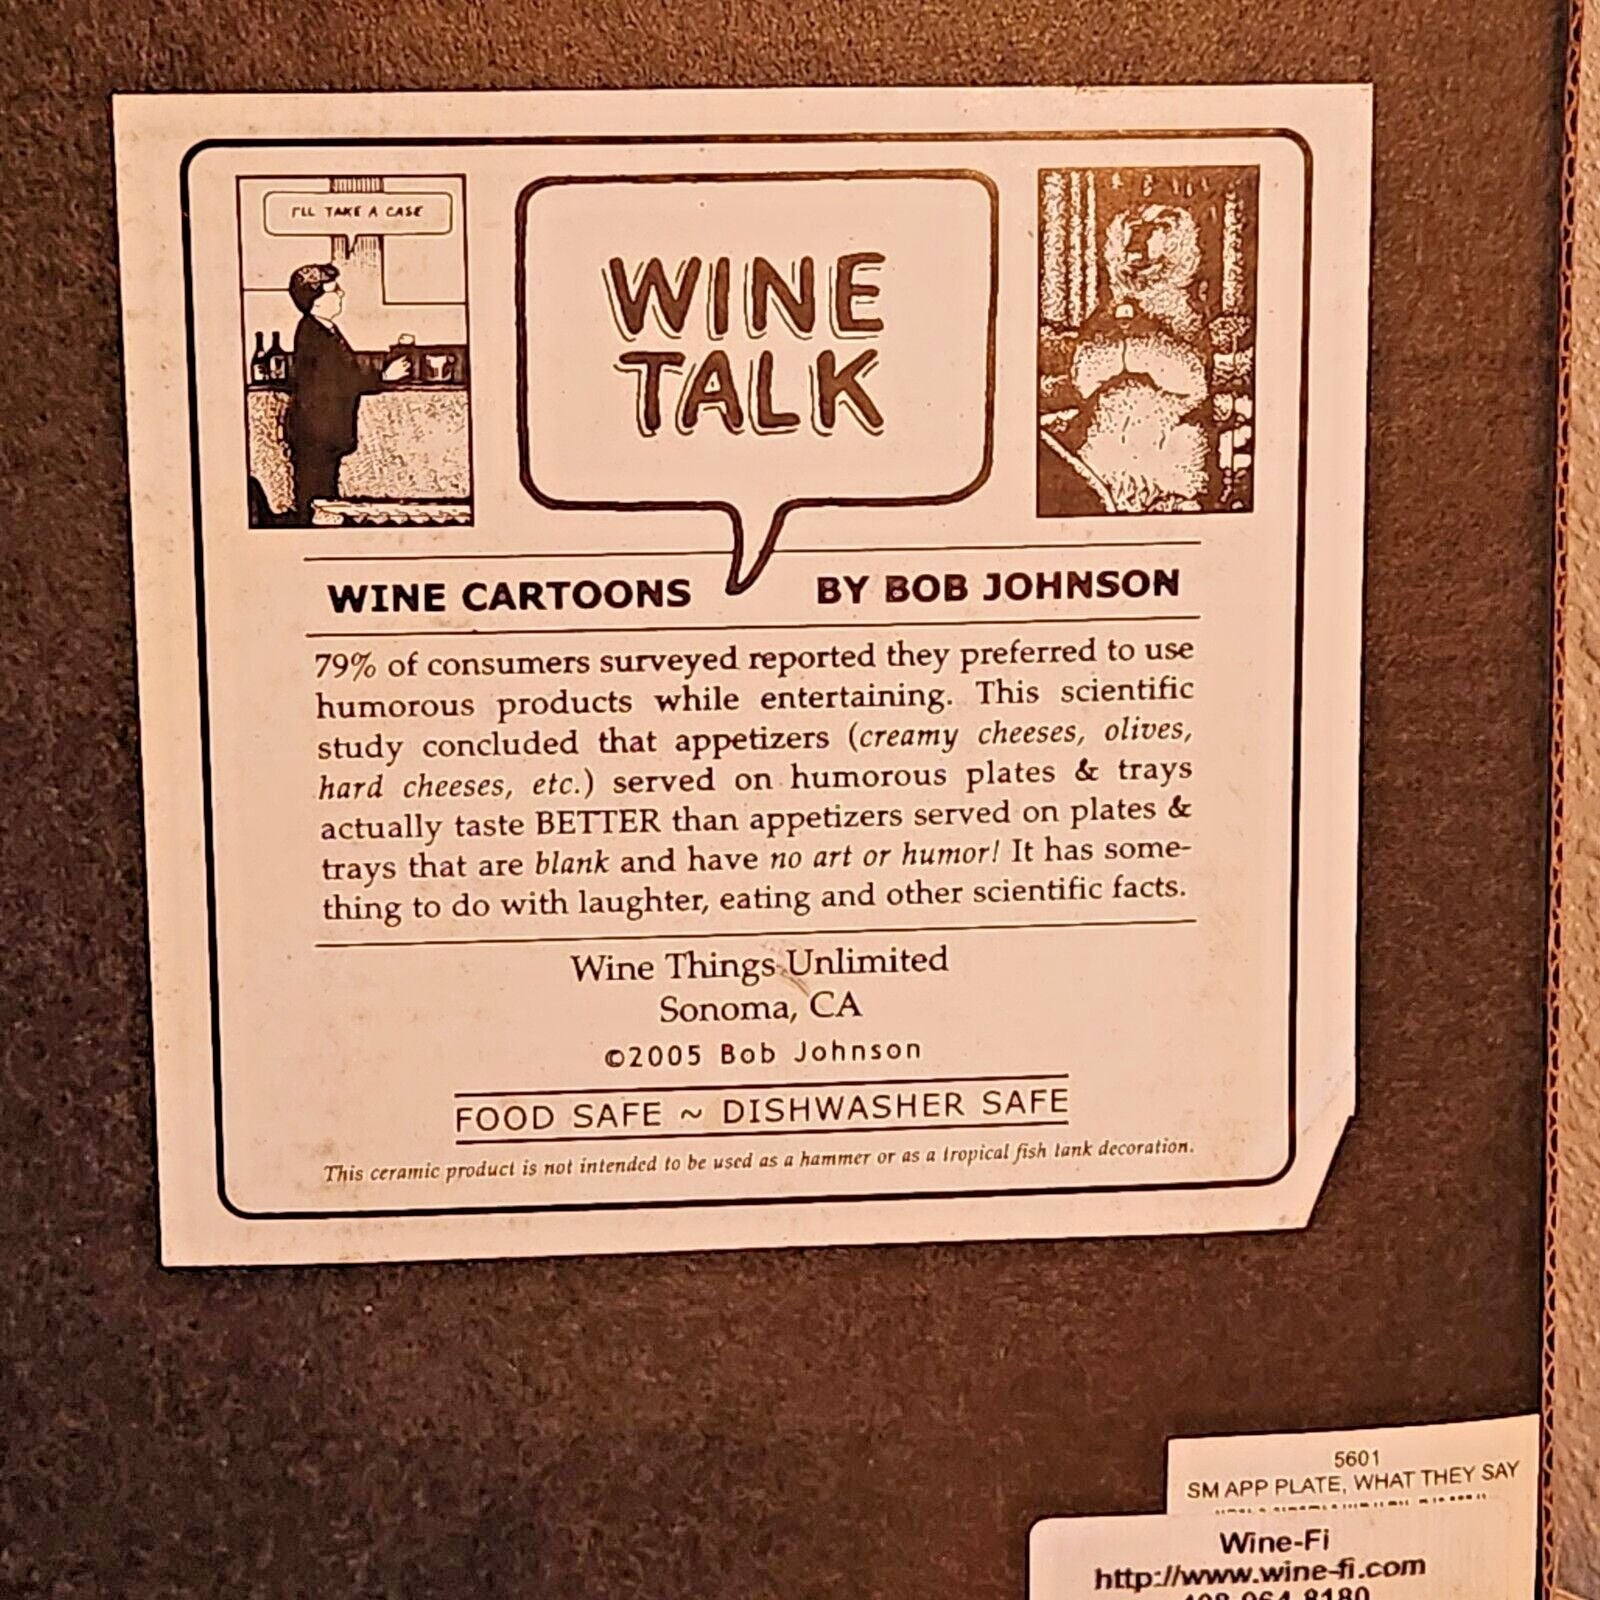 I'LL TAKE A CASE
WINE
TALK
WINE CARTOONS BY BOB JOHNSON
79% of consumers surveyed reported they preferred to use
humorous products while entertaining. This scientific
study concluded that appetizers (creamy cheeses, olives,
hard cheeses, etc.) served on humorous plates & trays
actually taste BETTER than appetizers served on plates &
trays that are blank and have no art or humor! It has some-
thing to do with laughter, eating and other scientific facts.
Wine Things Unlimited
Sonoma, CA
©2005 Bob Johnson
FOOD SAFE ~ DISHWASHER SAFE
This ceramic product is not intended to be used as a hammer or as a tropical fish tank decoration.
5601
SM APP PLATE, WHAT THEY SAY
Wine-Fi
http://www.wine-fi.com
408-964-8180